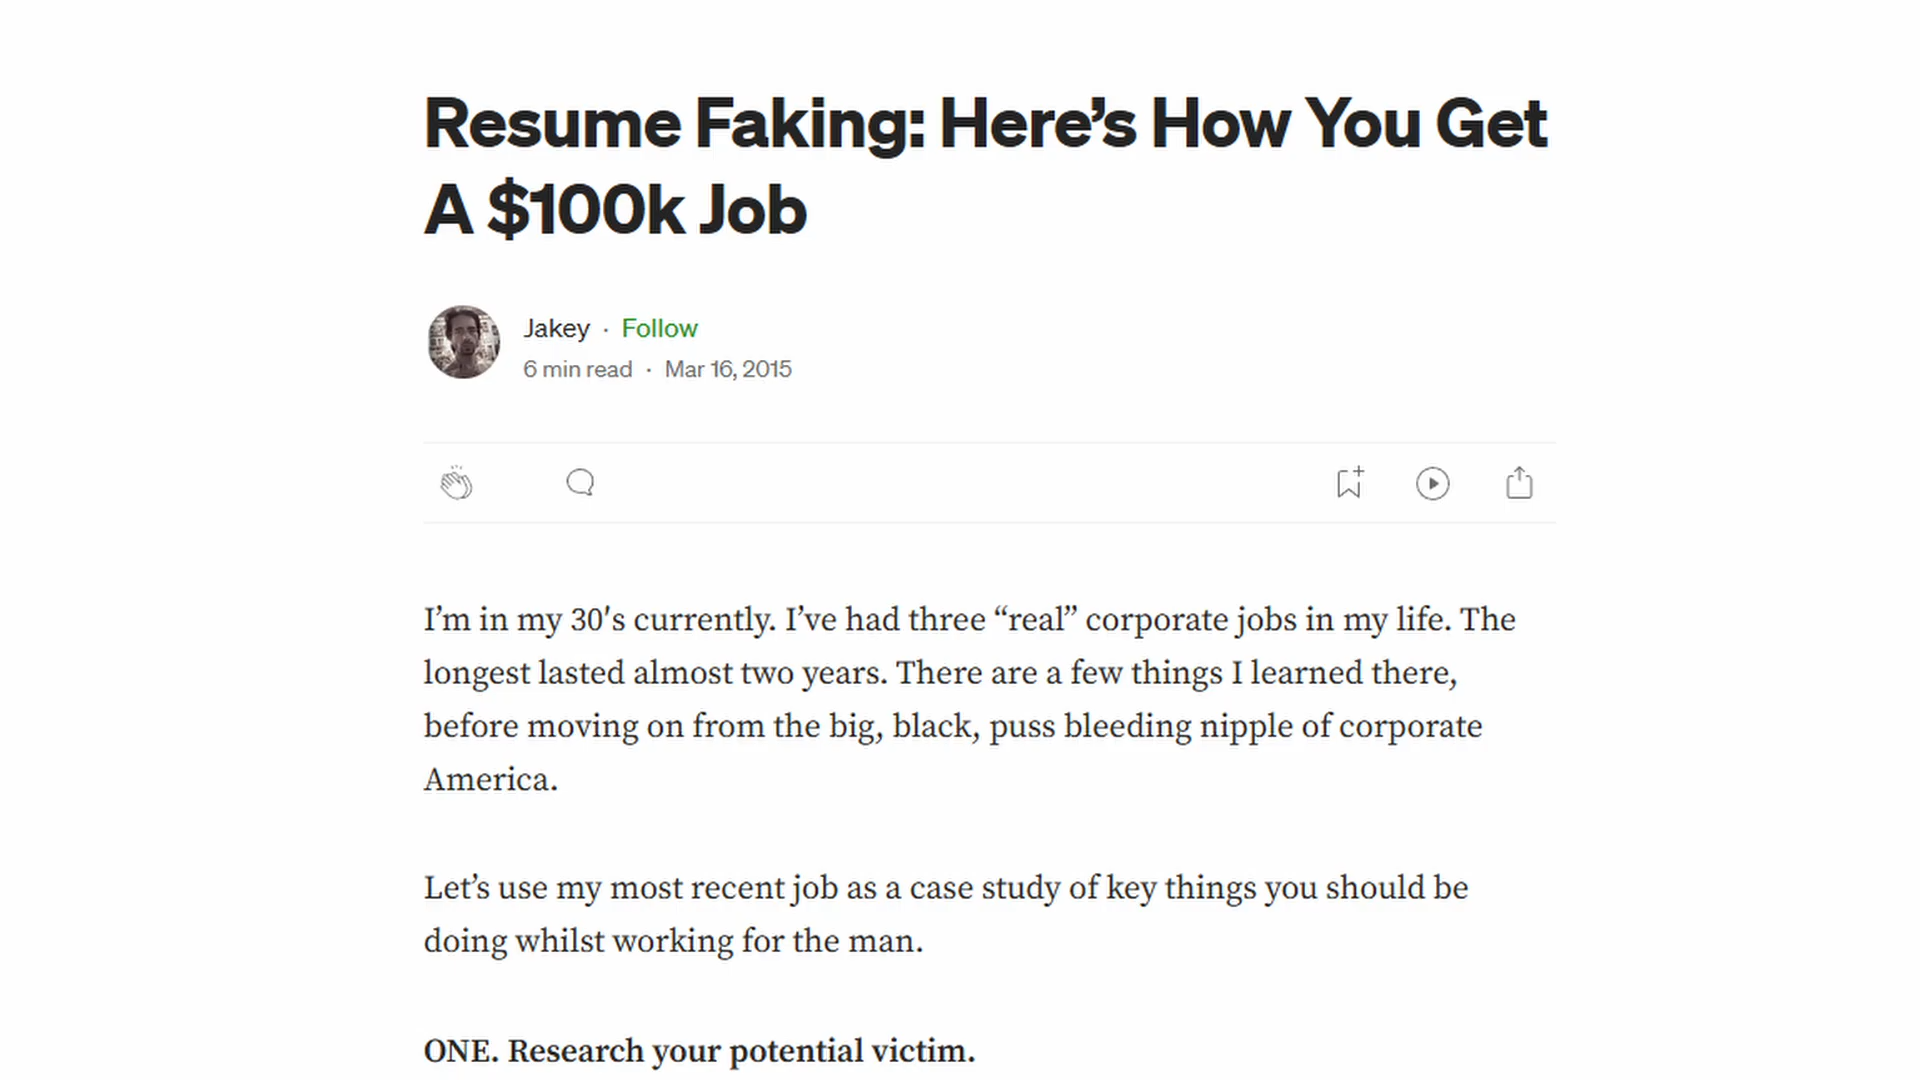 Resume Faking: Here’s How You Get
A $100k Job
Jakey · Follow
6 min read · Mar 16, 2015
I’m in my 30's currently. I’ve had three “real” corporate jobs in my life. The
longest lasted almost two years. There are a few things I learned there,
before moving on from the big, black, puss bleeding nipple of corporate
America.
Let’s use my most recent job as a case study of key things you should be
doing whilst working for the man.
ONE. Research your potential victim.